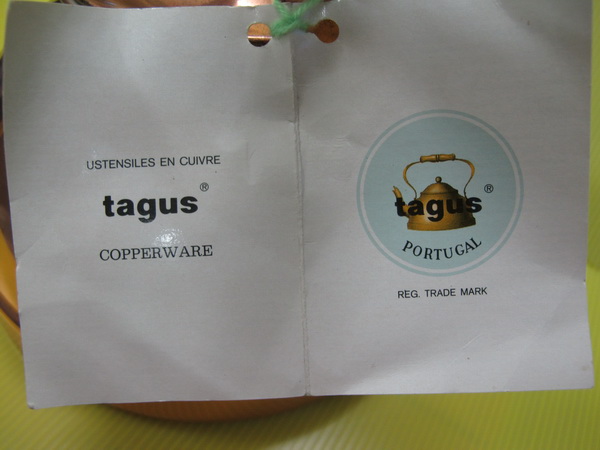 USTENSILES EN CUIVRE
tagus®
COPPERWARE
tagus®
PORTUGAL
REG. TRADE MARK